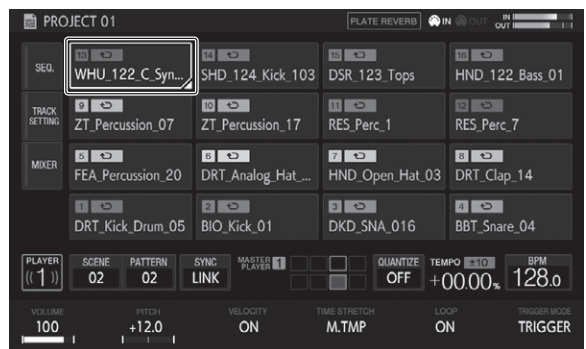 PROJECT 01 PLATE REVERB IN OUT IN OUT
SEQ.
TRACK SETTING
MIXER
13 14 15 16
WHU_122_C_Syn... SHD_124_Kick_103 DSR_123_Tops HND_122_Bass_01
9 10 11 12
ZT_Percussion_07 ZT_Percussion_17 RES_Perc_1 RES_Perc_7
5 6 7 8
FEA_Percussion_20 DRT_Analog_Hat_... HND_Open_Hat_03 DRT_Clap_14
1 2 3 4
DRT_Kick_Drum_05 BIO_Kick_01 DKD_SNA_016 BBT_Snare_04
PLAYER SCENE PATTERN SYNC MASTER PLAYER 1 QUANTIZE TEMPO ±10 BPM
1 02 02 LINK OFF +00.00% 128.0
VOLUME PITCH VELOCITY TIME STRETCH LOOP TRIGGER MODE
100 +12.0 ON M.TMP ON TRIGGER